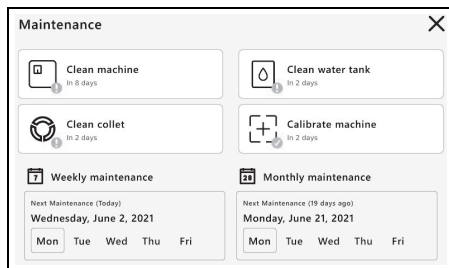 Maintenance
Clean machine
In 8 days
Clean water tank
In 2 days
Clean collet
In 2 days
Calibrate machine
In 2 days
7 Weekly maintenance
28 Monthly maintenance
Next Maintenance (Today)
Wednesday, June 2, 2021
Mon Tue Wed Thu Fri
Next Maintenance (19 days ago)
Monday, June 21, 2021
Mon Tue Wed Thu Fri